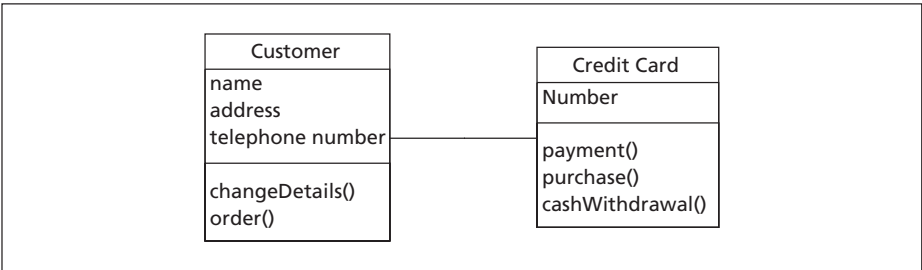 Customer
name
address
telephone number
changeDetails()
order()
Credit Card
Number
payment()
purchase()
cashWithdrawal()